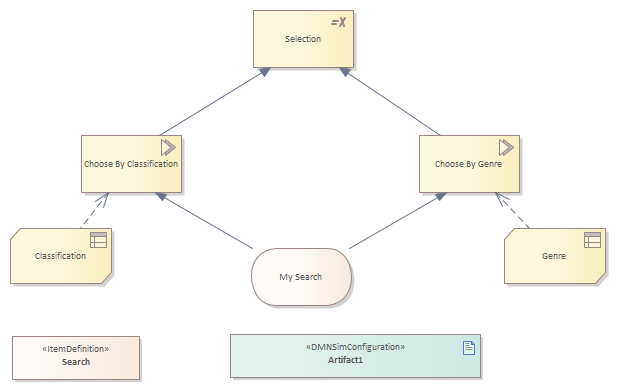 =X
Selection
Choose By Classification
Choose By Genre
Classification
My Search
Genre
«ItemDefinition»
Search
«DMNSimConfiguration»
Artifact1